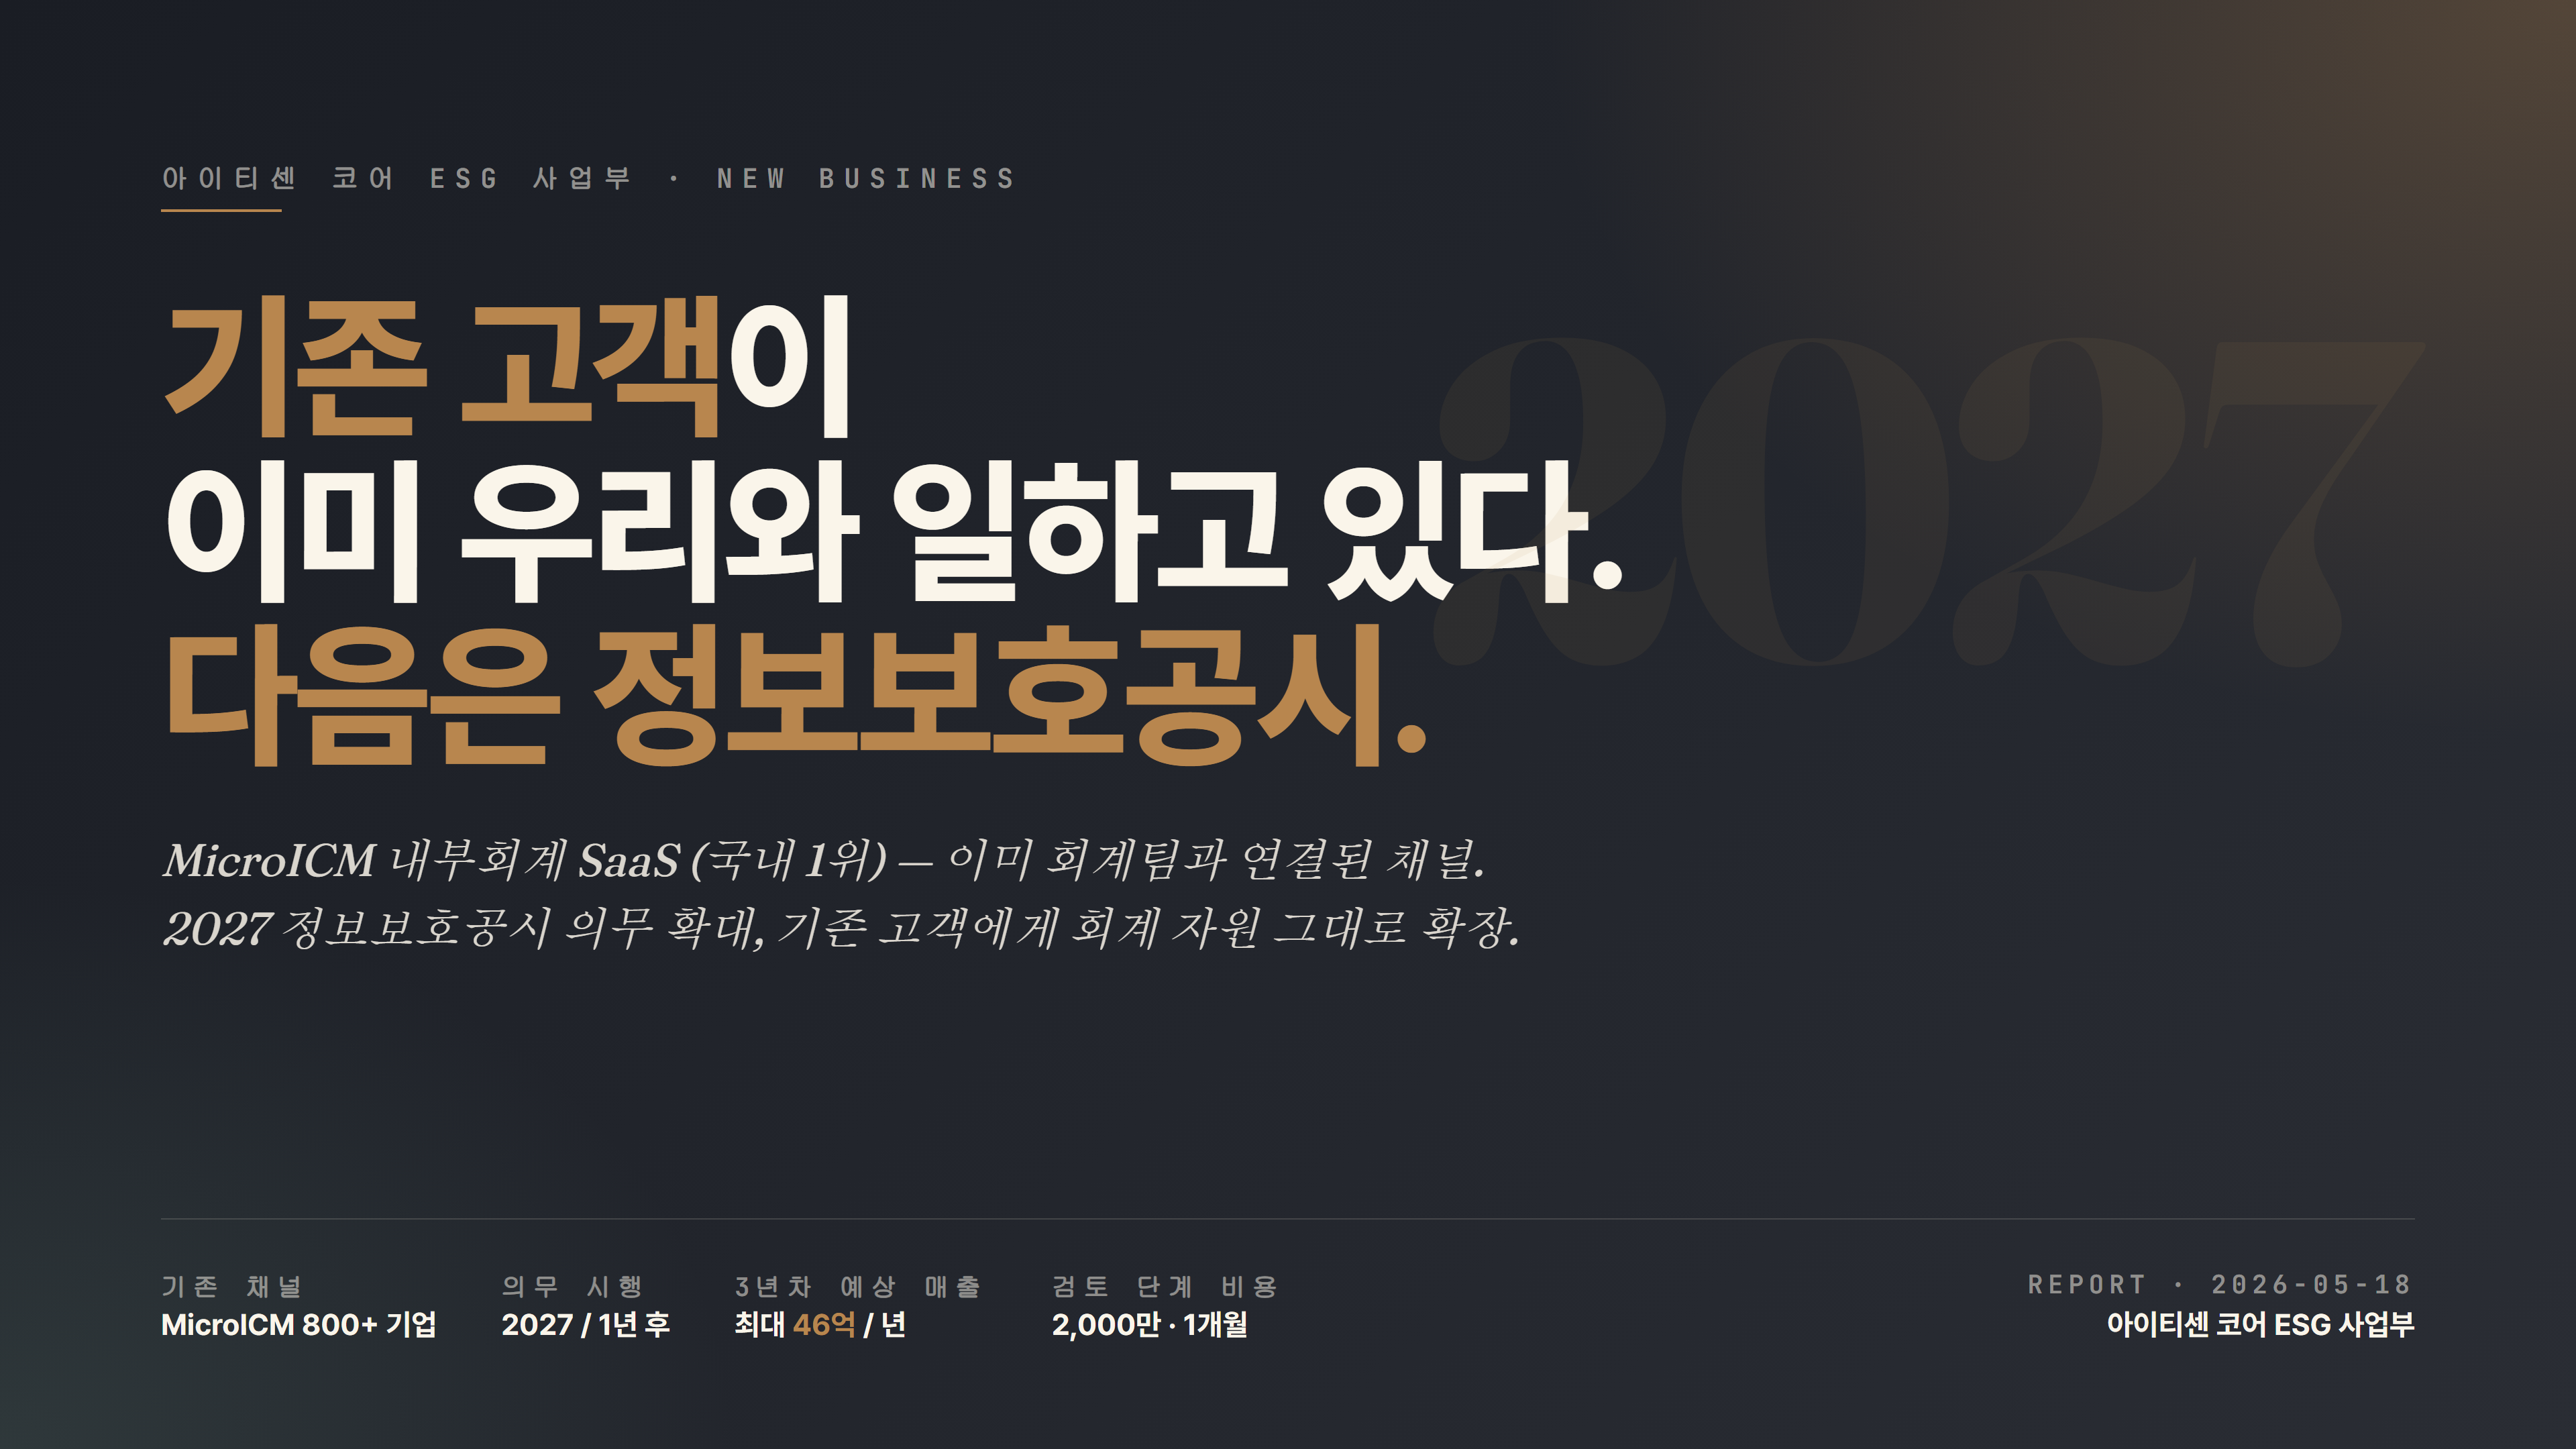 아이티센 코어 ESG 사업부 · NEW BUSINESS
기존 고객이
이미 우리와 일하고 있다.
다음은 정보보호공시.
2027
MicroICM 내부회계 SaaS (국내 1위) — 이미 회계팀과 연결된 채널.
2027 정보보호공시 의무 확대, 기존 고객에게 회계 자원 그대로 확장.
기존 채널
MicroICM 800+ 기업
의무 시행
2027 / 1년 후
3년차 예상 매출
최대 46억 / 년
검토 단계 비용
2,000만 · 1개월
REPORT · 2026-05-18
아이티센 코어 ESG 사업부